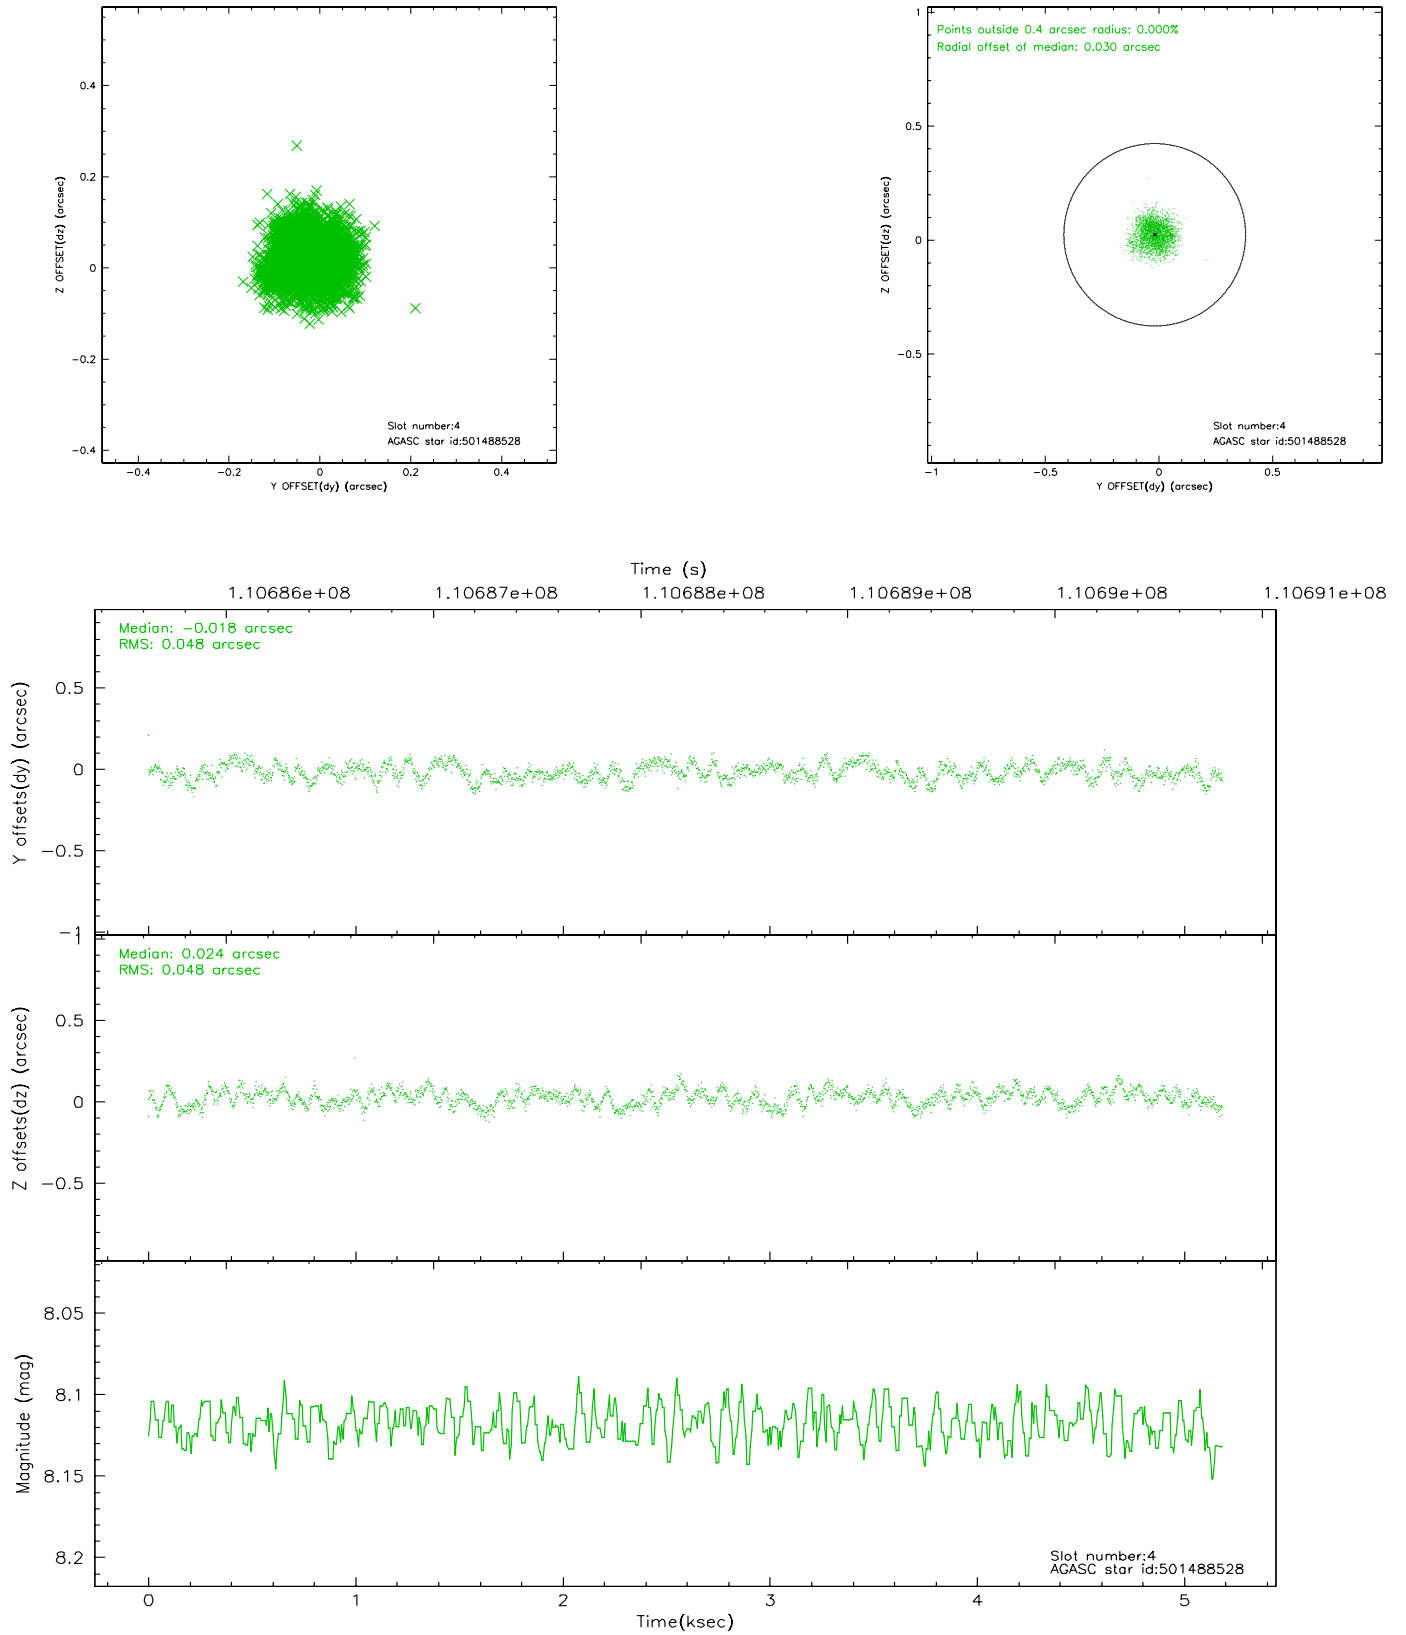 0.4
0.2
0
−0.2
−0.4
Z OFFSET(dz) (arcsec)
Slot number:4
AGASC star id:501488528
−0.4 −0.2 0 0.2 0.4
Y OFFSET(dy) (arcsec)
Points outside 0.4 arcsec radius: 0.000%
Radial offset of median: 0.030 arcsec
1
0.5
0
−0.5
Z OFFSET(dz) (arcsec)
Slot number:4
AGASC star id:501488528
−1 −0.5 0 0.5
Y OFFSET(dy) (arcsec)
Time (s)
1.10686e+08 1.10687e+08 1.10688e+08 1.10689e+08 1.1069e+08 1.10691e+08
Median: −0.018 arcsec
RMS: 0.048 arcsec
0.5
0
−0.5
−1
Y offsets(dy) (arcsec)
Median: 0.024 arcsec
RMS: 0.048 arcsec
1
0.5
0
−0.5
Z offsets(dz) (arcsec)
8.05
8.1
8.15
8.2
Magnitude (mag)
Slot number:4
AGASC star id:501488528
0 1 2 3 4 5
Time(ksec)